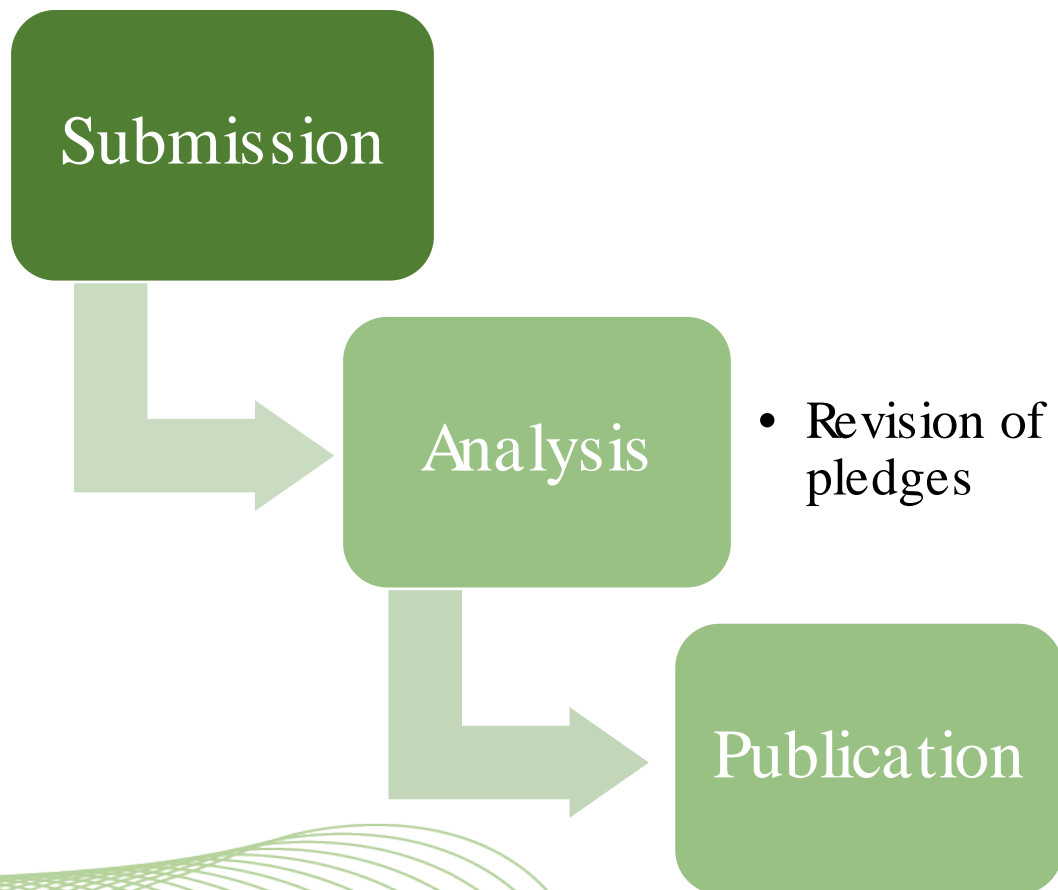 Submission
Analysis
• Revision of
pledges
Publication